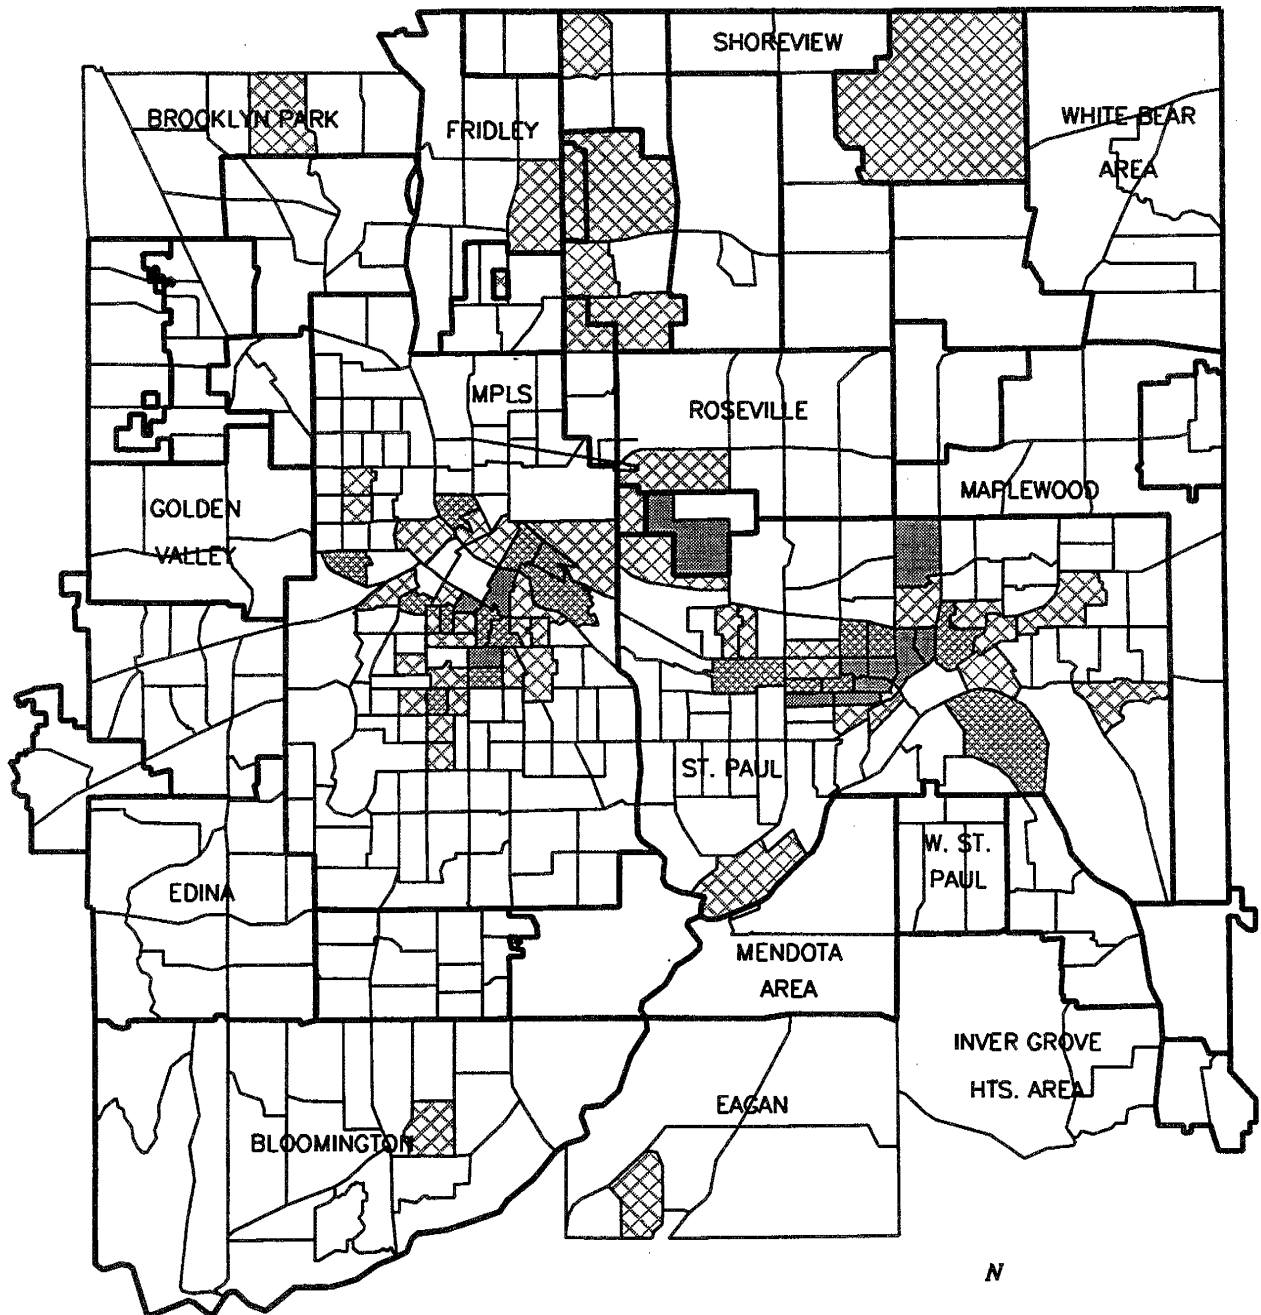 SHOREVIEW
BROOKLYN PARK
FRIDLEY
WHITE BEAR
AREA
MPLS
ROSEVILLE
GOLDEN
VALLEY
MAPLEWOOD
ST. PAUL
W. ST.
PAUL
EDINA
MENDOTA
AREA
INVER GROVE
HTS. AREA
EAGAN
BLOOMINGTON
N